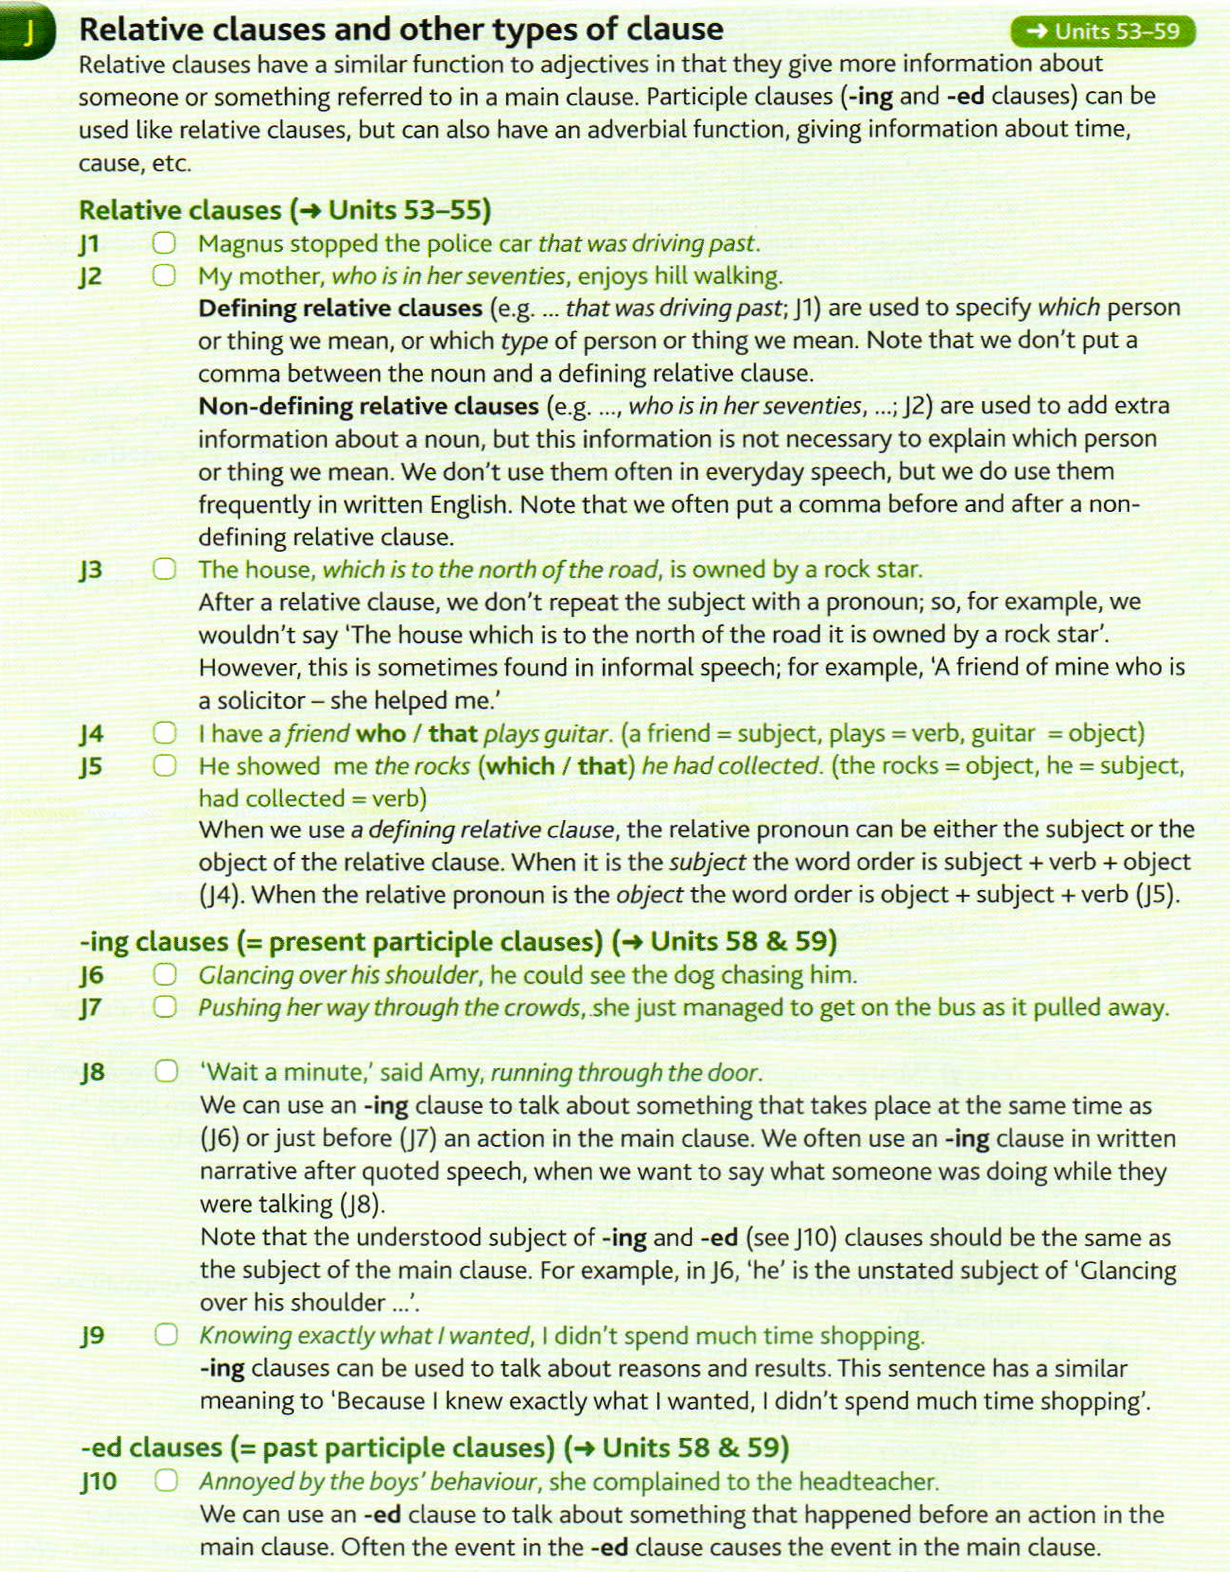 J Relative clauses and other types of clause → Units 53–59
Relative clauses have a similar function to adjectives in that they give more information about
someone or something referred to in a main clause. Participle clauses (-ing and -ed clauses) can be
used like relative clauses, but can also have an adverbial function, giving information about time,
cause, etc.
Relative clauses (→ Units 53–55)
J1 Magnus stopped the police car that was driving past.
J2 My mother, who is in her seventies, enjoys hill walking.
Defining relative clauses (e.g. ... that was driving past; J1) are used to specify which person
or thing we mean, or which type of person or thing we mean. Note that we don't put a
comma between the noun and a defining relative clause.
Non-defining relative clauses (e.g. ..., who is in her seventies, ...; J2) are used to add extra
information about a noun, but this information is not necessary to explain which person
or thing we mean. We don't use them often in everyday speech, but we do use them
frequently in written English. Note that we often put a comma before and after a non-
defining relative clause.
J3 The house, which is to the north of the road, is owned by a rock star.
After a relative clause, we don't repeat the subject with a pronoun; so, for example, we
wouldn't say 'The house which is to the north of the road it is owned by a rock star'.
However, this is sometimes found in informal speech; for example, 'A friend of mine who is
a solicitor – she helped me.'
J4 I have a friend who / that plays guitar. (a friend = subject, plays = verb, guitar = object)
J5 He showed me the rocks (which / that) he had collected. (the rocks = object, he = subject,
had collected = verb)
When we use a defining relative clause, the relative pronoun can be either the subject or the
object of the relative clause. When it is the subject the word order is subject + verb + object
(J4). When the relative pronoun is the object the word order is object + subject + verb (J5).
-ing clauses (= present participle clauses) (→ Units 58 & 59)
J6 Glancing over his shoulder, he could see the dog chasing him.
J7 Pushing her way through the crowds, she just managed to get on the bus as it pulled away.
J8 'Wait a minute,' said Amy, running through the door.
We can use an -ing clause to talk about something that takes place at the same time as
(J6) or just before (J7) an action in the main clause. We often use an -ing clause in written
narrative after quoted speech, when we want to say what someone was doing while they
were talking (J8).
Note that the understood subject of -ing and -ed (see J10) clauses should be the same as
the subject of the main clause. For example, in J6, 'he' is the unstated subject of 'Glancing
over his shoulder ...'.
J9 Knowing exactly what I wanted, I didn't spend much time shopping.
-ing clauses can be used to talk about reasons and results. This sentence has a similar
meaning to 'Because I knew exactly what I wanted, I didn't spend much time shopping'.
-ed clauses (= past participle clauses) (→ Units 58 & 59)
J10 Annoyed by the boys' behaviour, she complained to the headteacher.
We can use an -ed clause to talk about something that happened before an action in the
main clause. Often the event in the -ed clause causes the event in the main clause.